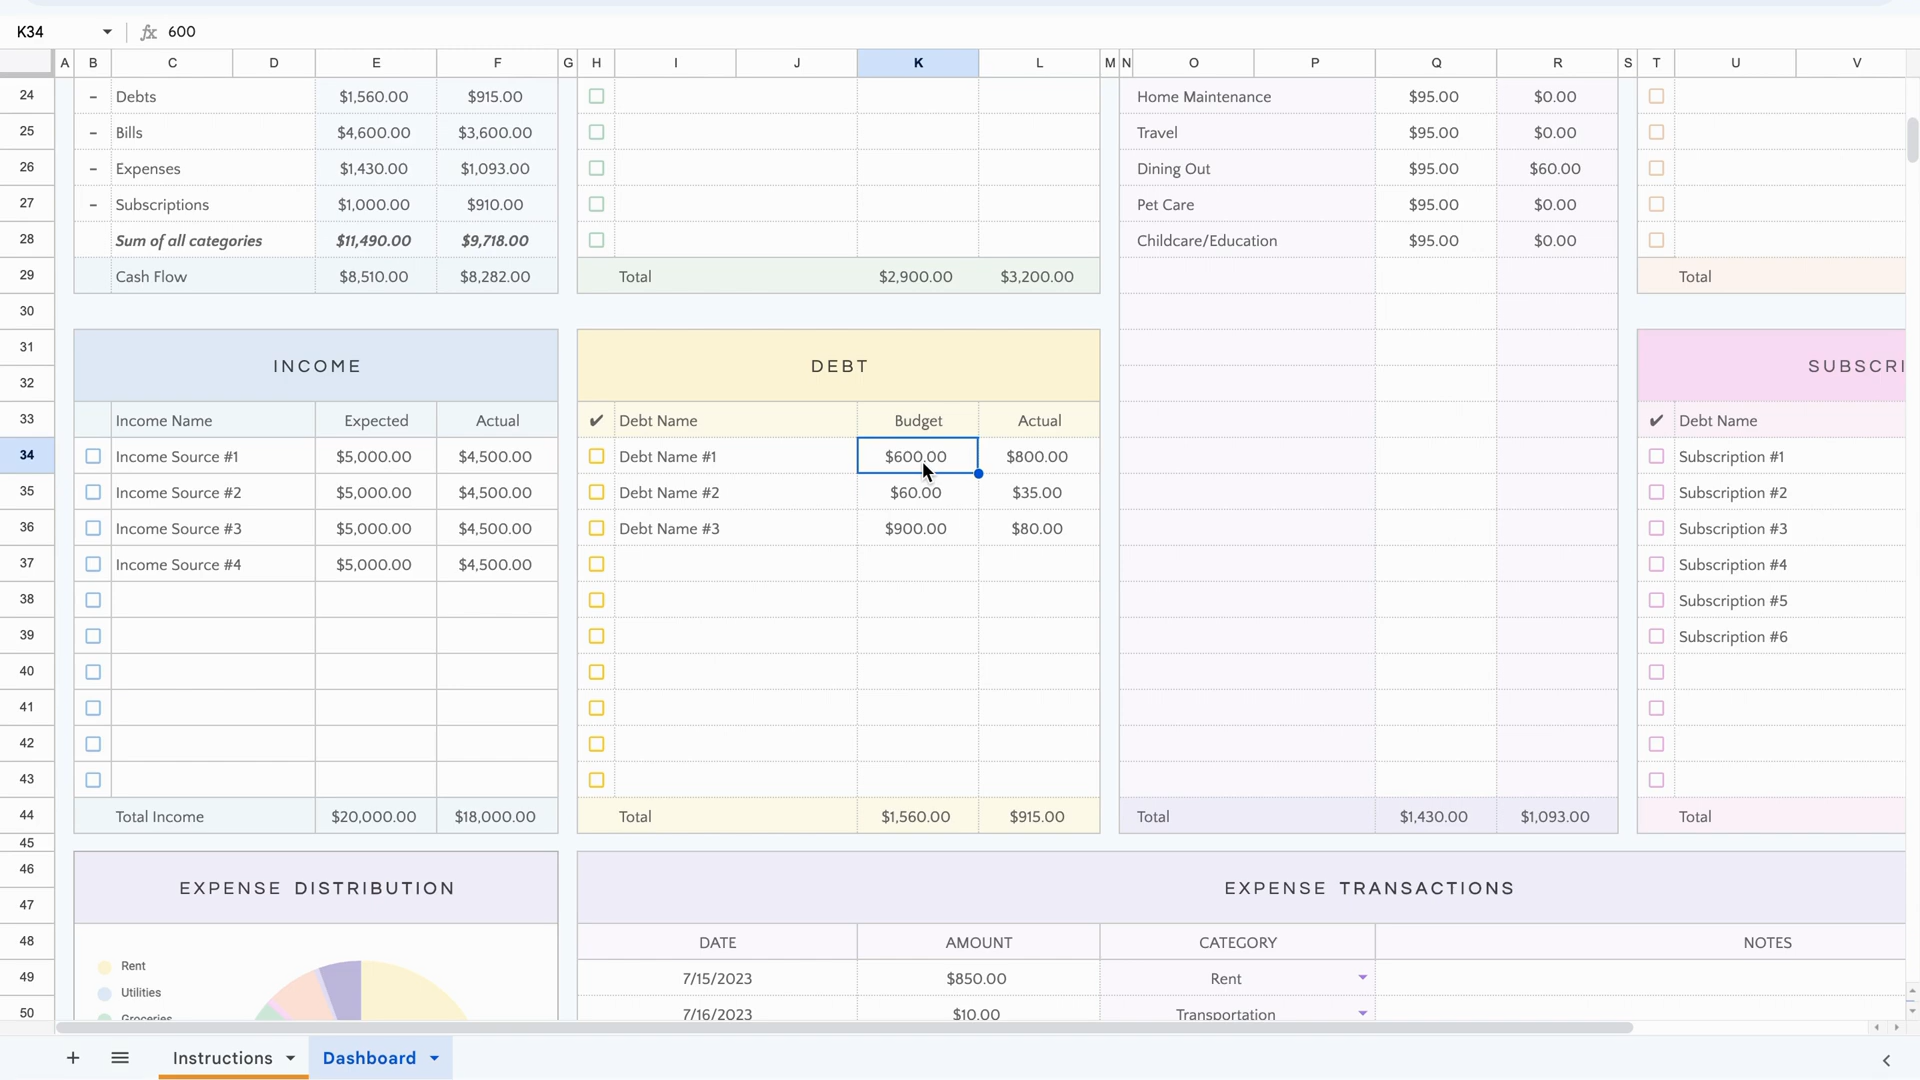 K34 600
A B C D E F G H I J K L M N O P Q R S T U V
24 – Debts $1,560.00 $915.00 Home Maintenance $95.00 $0.00
25 – Bills $4,600.00 $3,600.00 Travel $95.00 $0.00
26 – Expenses $1,430.00 $1,093.00 Dining Out $95.00 $60.00
27 – Subscriptions $1,000.00 $910.00 Pet Care $95.00 $0.00
28 Sum of all categories $11,490.00 $9,718.00 Childcare/Education $95.00 $0.00
29 Cash Flow $8,510.00 $8,282.00 Total $2,900.00 $3,200.00 Total
30
31
INCOME DEBT SUBSCRI
32
33 Income Name Expected Actual ✔ Debt Name Budget Actual ✔ Debt Name
34 Income Source #1 $5,000.00 $4,500.00 Debt Name #1 $600.00 $800.00 Subscription #1
35 Income Source #2 $5,000.00 $4,500.00 Debt Name #2 $60.00 $35.00 Subscription #2
36 Income Source #3 $5,000.00 $4,500.00 Debt Name #3 $900.00 $80.00 Subscription #3
37 Income Source #4 $5,000.00 $4,500.00 Subscription #4
38 Subscription #5
39 Subscription #6
40
41
42
43
44 Total Income $20,000.00 $18,000.00 Total $1,560.00 $915.00 Total $1,430.00 $1,093.00 Total
45
46
EXPENSE DISTRIBUTION EXPENSE TRANSACTIONS
47
48 DATE AMOUNT CATEGORY NOTES
Rent
49 7/15/2023 $850.00 Rent
Utilities
50 Groceries 7/16/2023 $10.00 Transportation
+ Instructions Dashboard